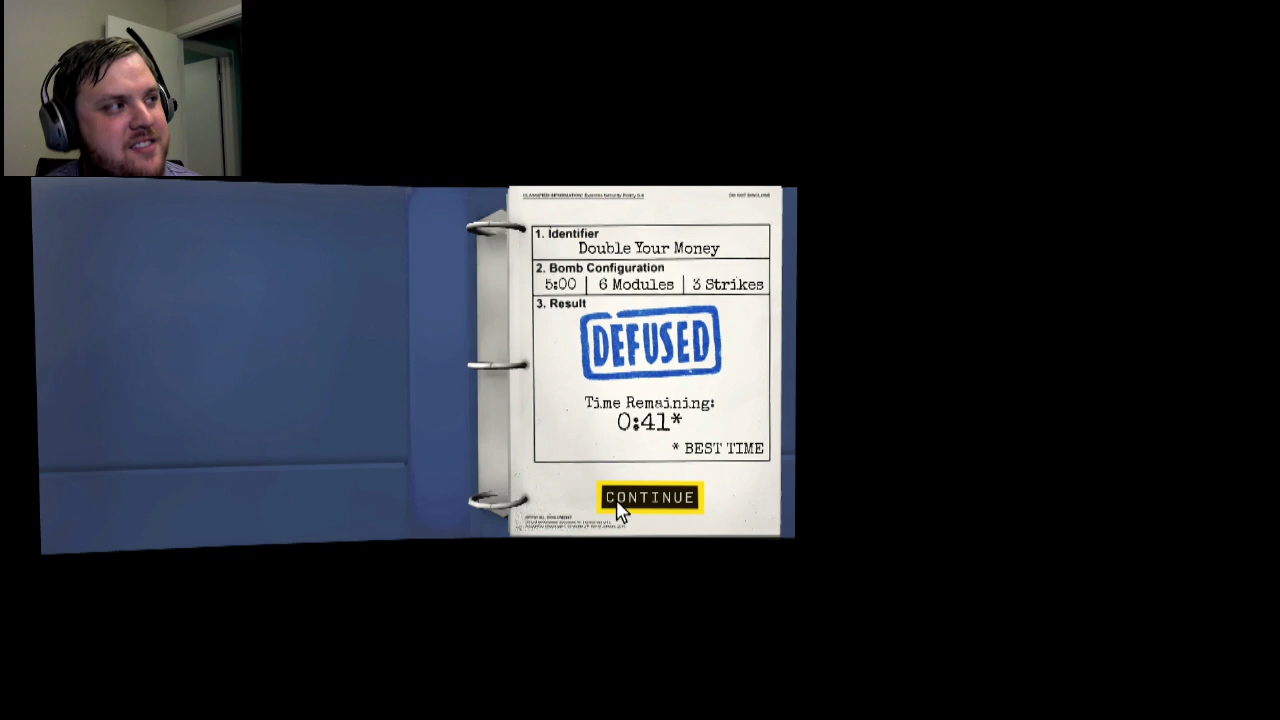 1. Identifier
Double Your Money
2. Bomb Configuration
5:00 | 6 Modules | 3 Strikes
3. Result
DEFUSED
Time Remaining:
0:41*
* BEST TIME
CONTINUE